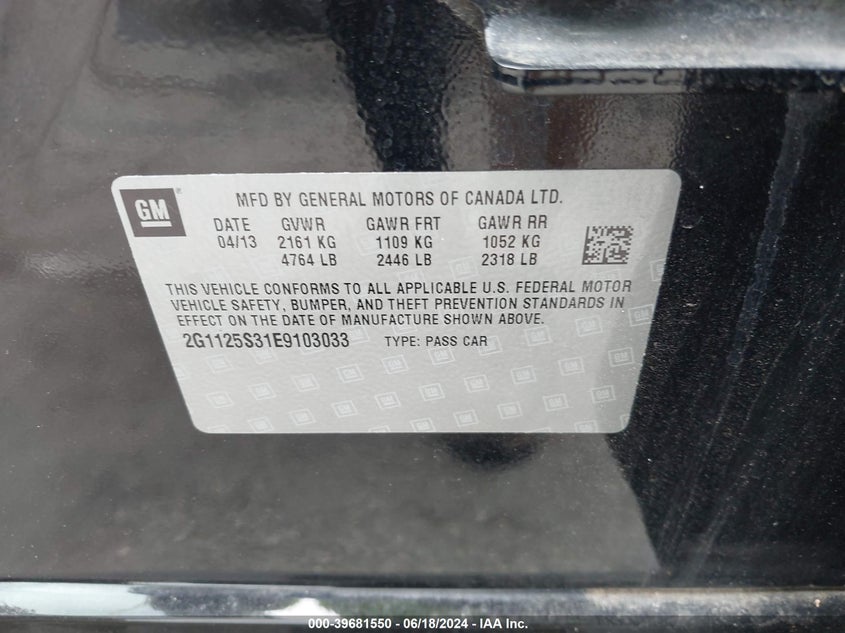 GM
MFD BY GENERAL MOTORS OF CANADA LTD.
DATE GVWR GAWR FRT GAWR RR
04/13 2161 KG 1109 KG 1052 KG
4764 LB 2446 LB 2318 LB
THIS VEHICLE CONFORMS TO ALL APPLICABLE U.S. FEDERAL MOTOR
VEHICLE SAFETY, BUMPER, AND THEFT PREVENTION STANDARDS IN
EFFECT ON THE DATE OF MANUFACTURE SHOWN ABOVE.
2G1125S31E9103033 TYPE: PASS CAR
000-39681550 - 06/18/2024 - IAA Inc.